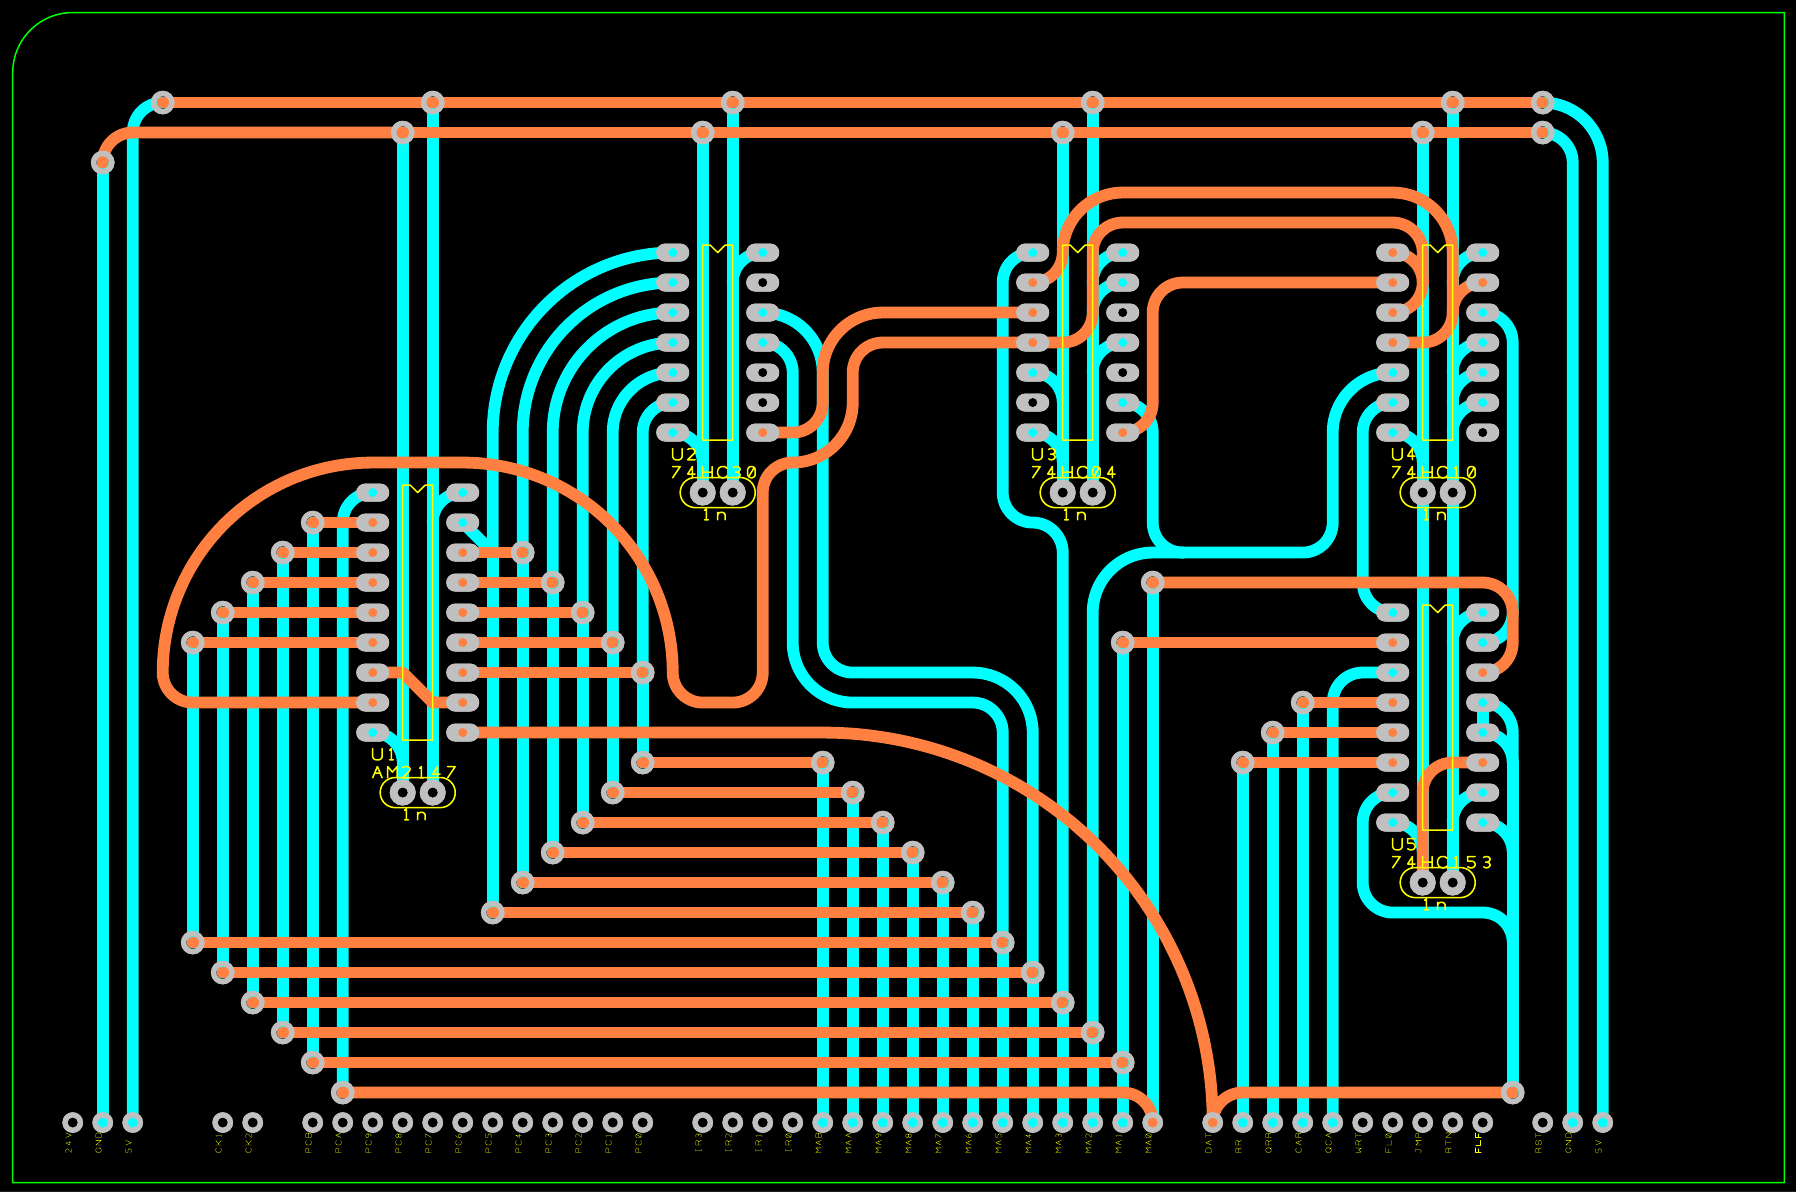 U2
74HC30
1n
U3
74HC04
1n
U4
74HC10
1n
U1
AM2147
1n
U5
74HC153
1n
24V
GND
5V
CK1
CK2
PCB
PCA
PC9
PC8
PC7
PC6
PC5
PC4
PC3
PC2
PC1
PC0
IR3
IR2
IR1
IR0
MAB
MAA
MA9
MA8
MA7
MA6
MA5
MA4
MA3
MA2
MA1
MA0
DAT
RR
QRR
CAR
QCA
WRT
FL0
JMP
RTN
FLF
RST
GND
5V